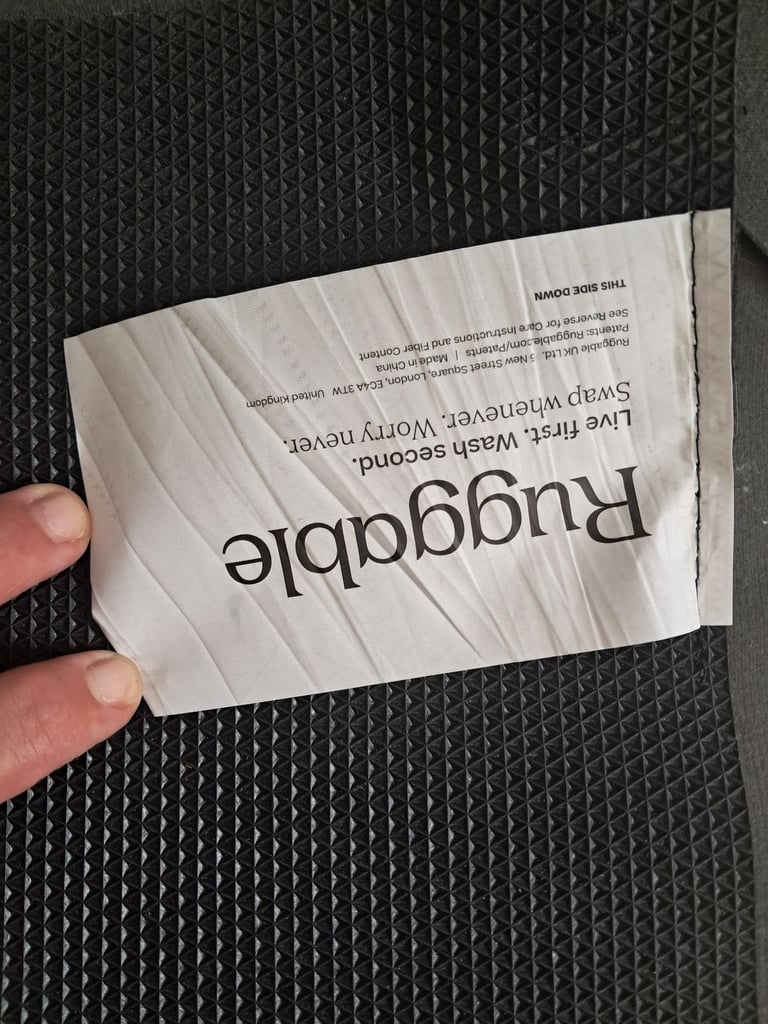 Ruggable
Live first. Wash second.
Swap whenever. Worry never.
Ruggable UK Ltd. 5 New Street Square, London, EC4A 3TW United Kingdom
Patents: Ruggable.com/Patents | Made in China
See Reverse for Care Instructions and Fiber Content
THIS SIDE DOWN